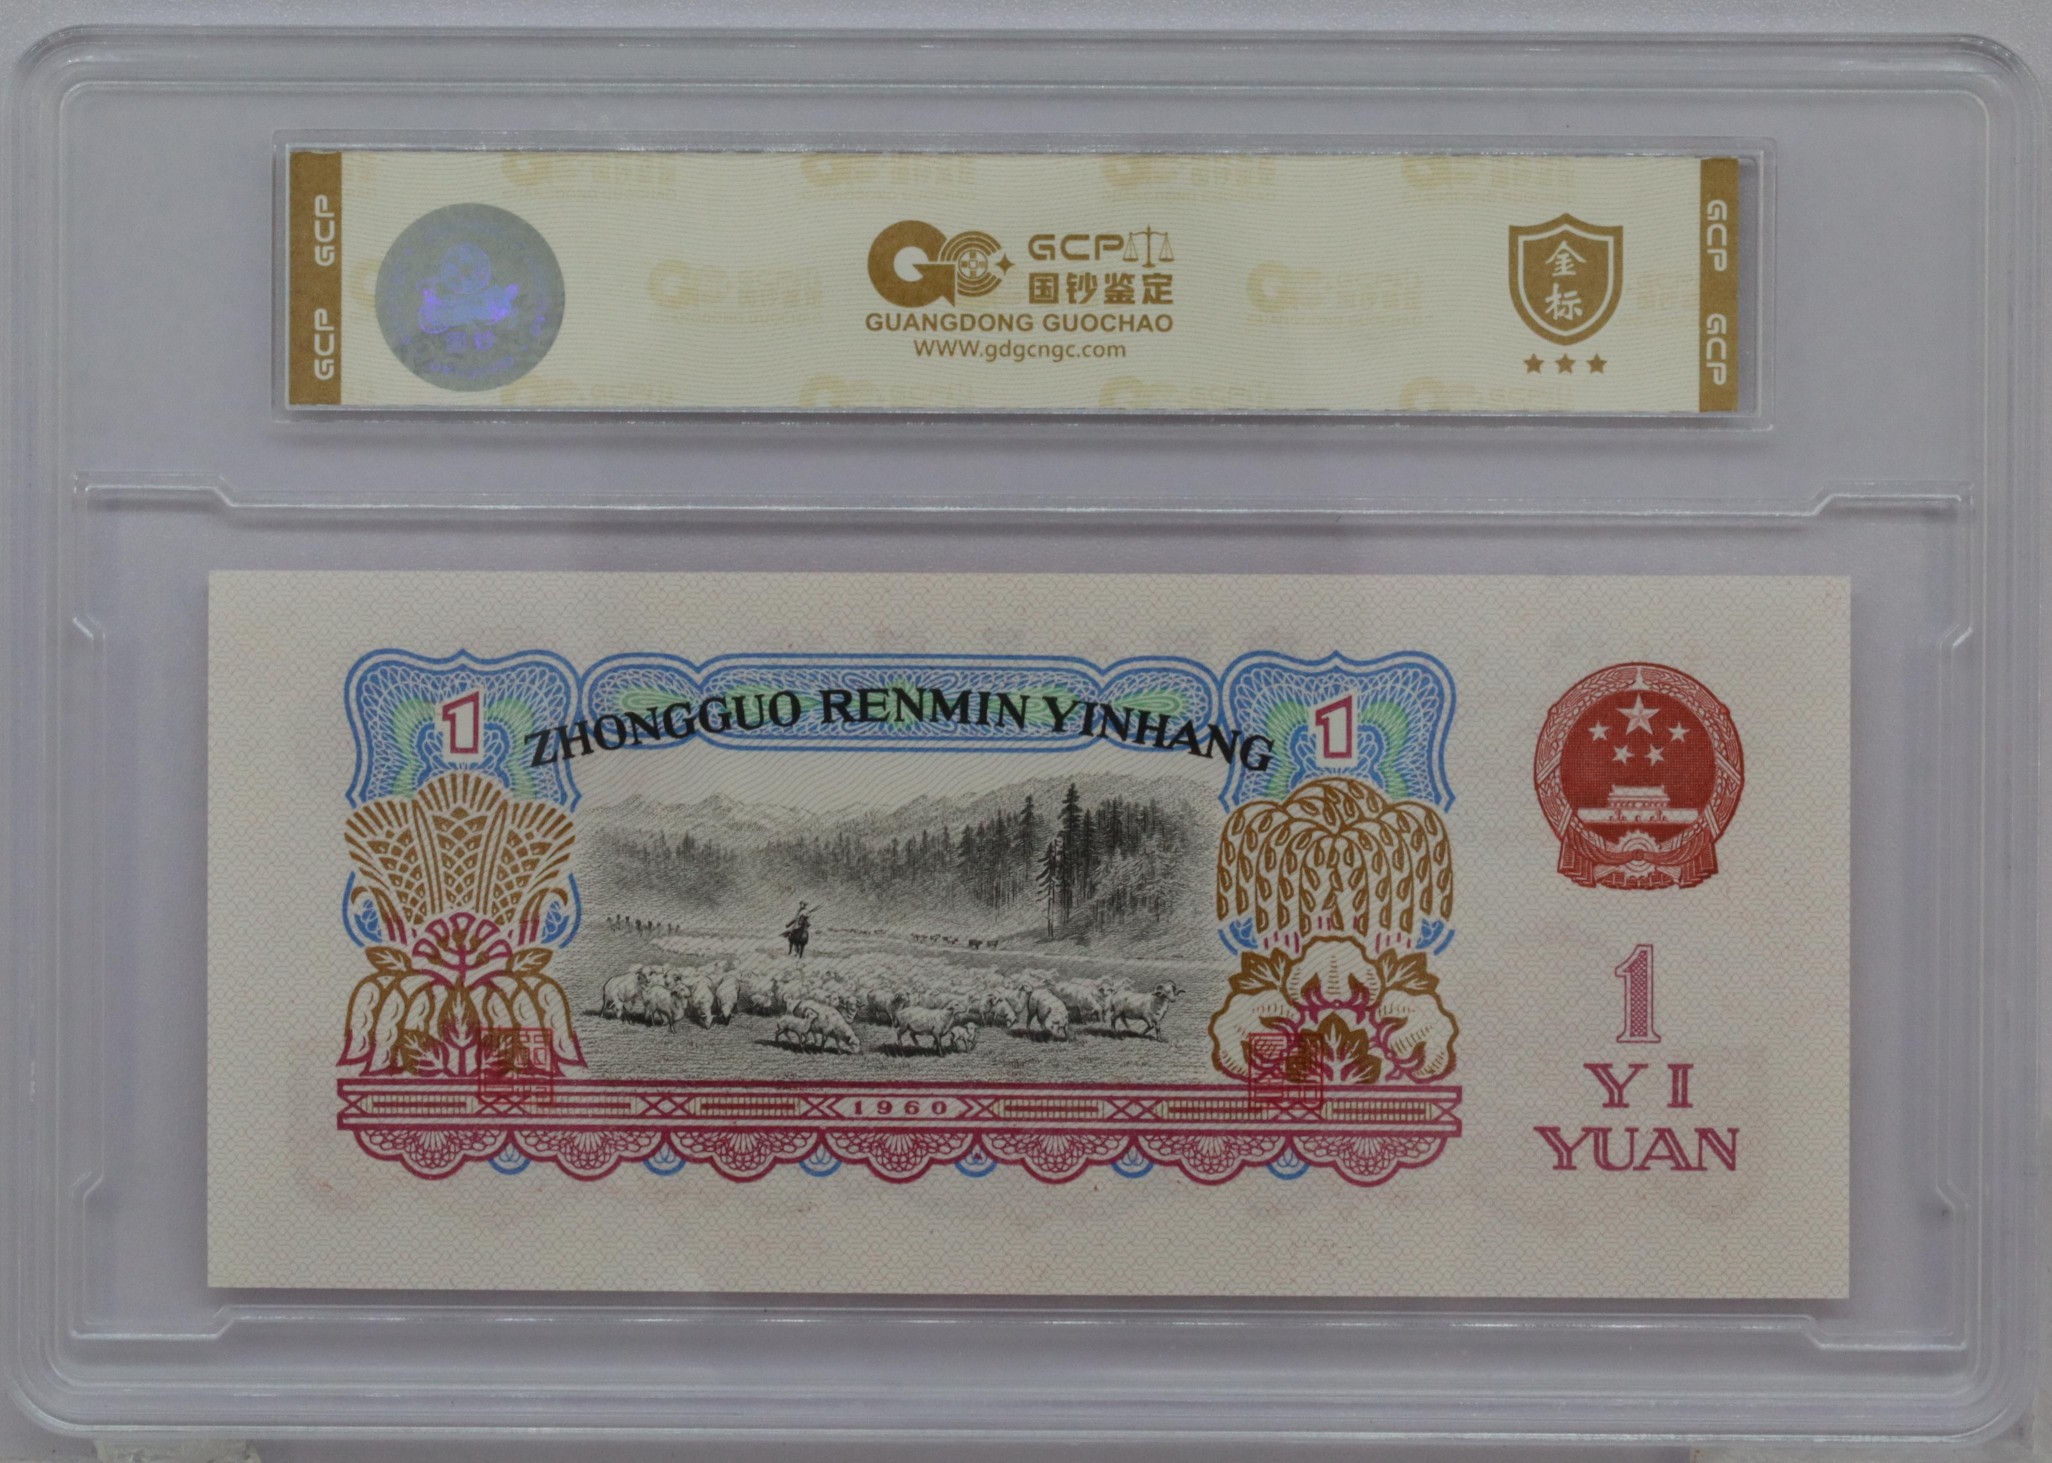 GCP GCP
GCP
国钞鉴定
GUANGDONG GUOCHAO
WWW.gdgcngc.com
金标
GCP GCP
ZHONGGUO RENMIN YINHANG
1
1
1
YI
YUAN
1960